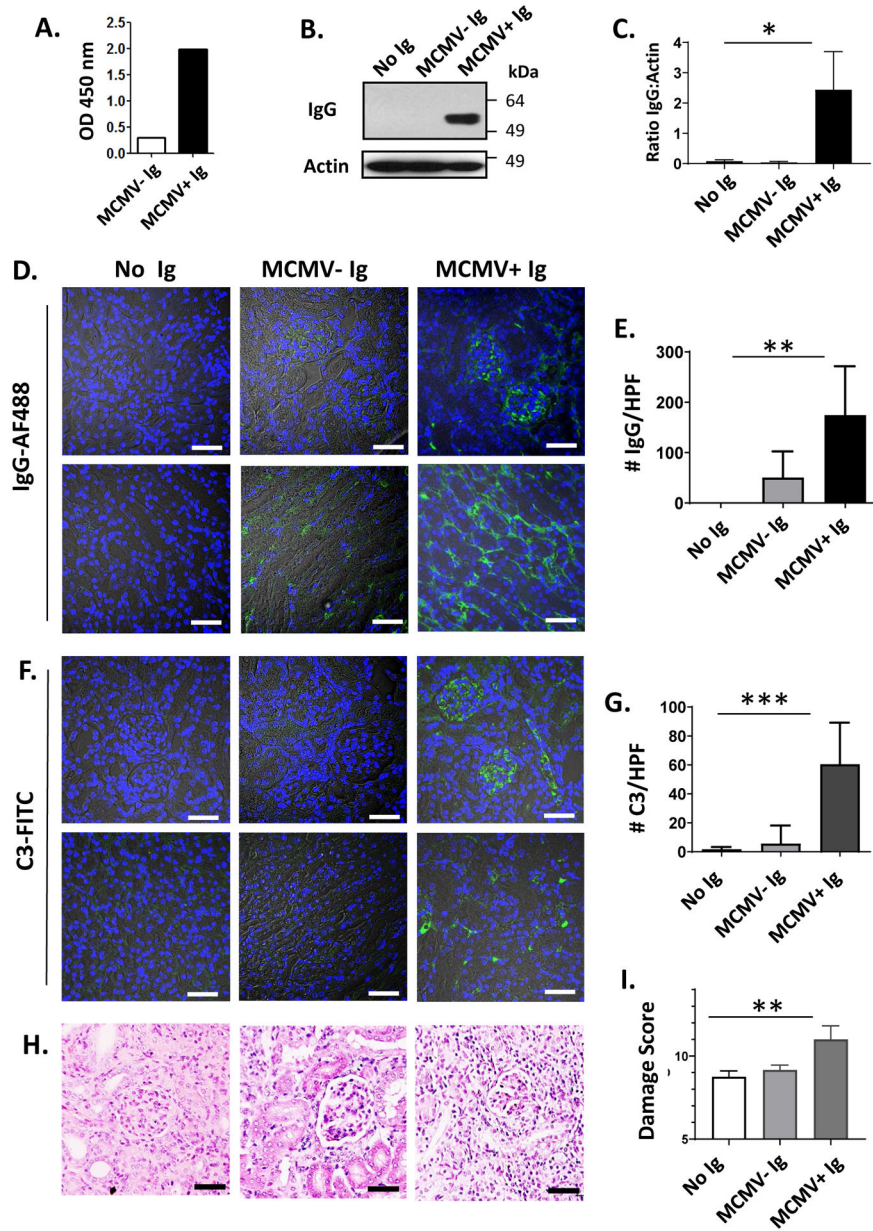 A.
OD 450 nm
2.0
1.5
1.0
0.5
0.0
MCMV- Ig
MCMV+ Ig
B.
No Ig
MCMV- Ig
MCMV+ Ig
kDa
IgG
64
49
Actin
49
C.
*
Ratio IgG:Actin
4
3
2
1
0
No Ig
MCMV- Ig
MCMV+ Ig
D.
No Ig
MCMV- Ig
MCMV+ Ig
IgG-AF488
E.
**
# IgG/HPF
300
200
100
0
No Ig
MCMV- Ig
MCMV+ Ig
F.
C3-FITC
G.
***
# C3/HPF
100
80
60
40
20
0
No Ig
MCMV- Ig
MCMV+ Ig
H.
I.
**
Damage Score
10
5
No Ig
MCMV- Ig
MCMV+ Ig